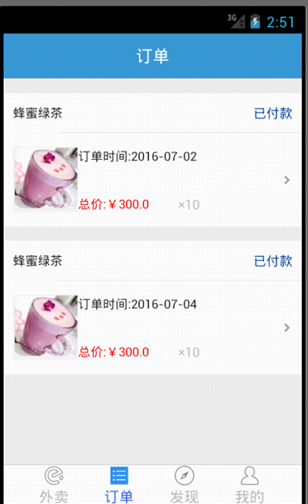 3G 2:51
订单
蜂蜜绿茶 已付款
订单时间:2016-07-02
总价:￥300.0 ×10
蜂蜜绿茶 已付款
订单时间:2016-07-04
总价:￥300.0 ×10
外卖 订单 发现 我的